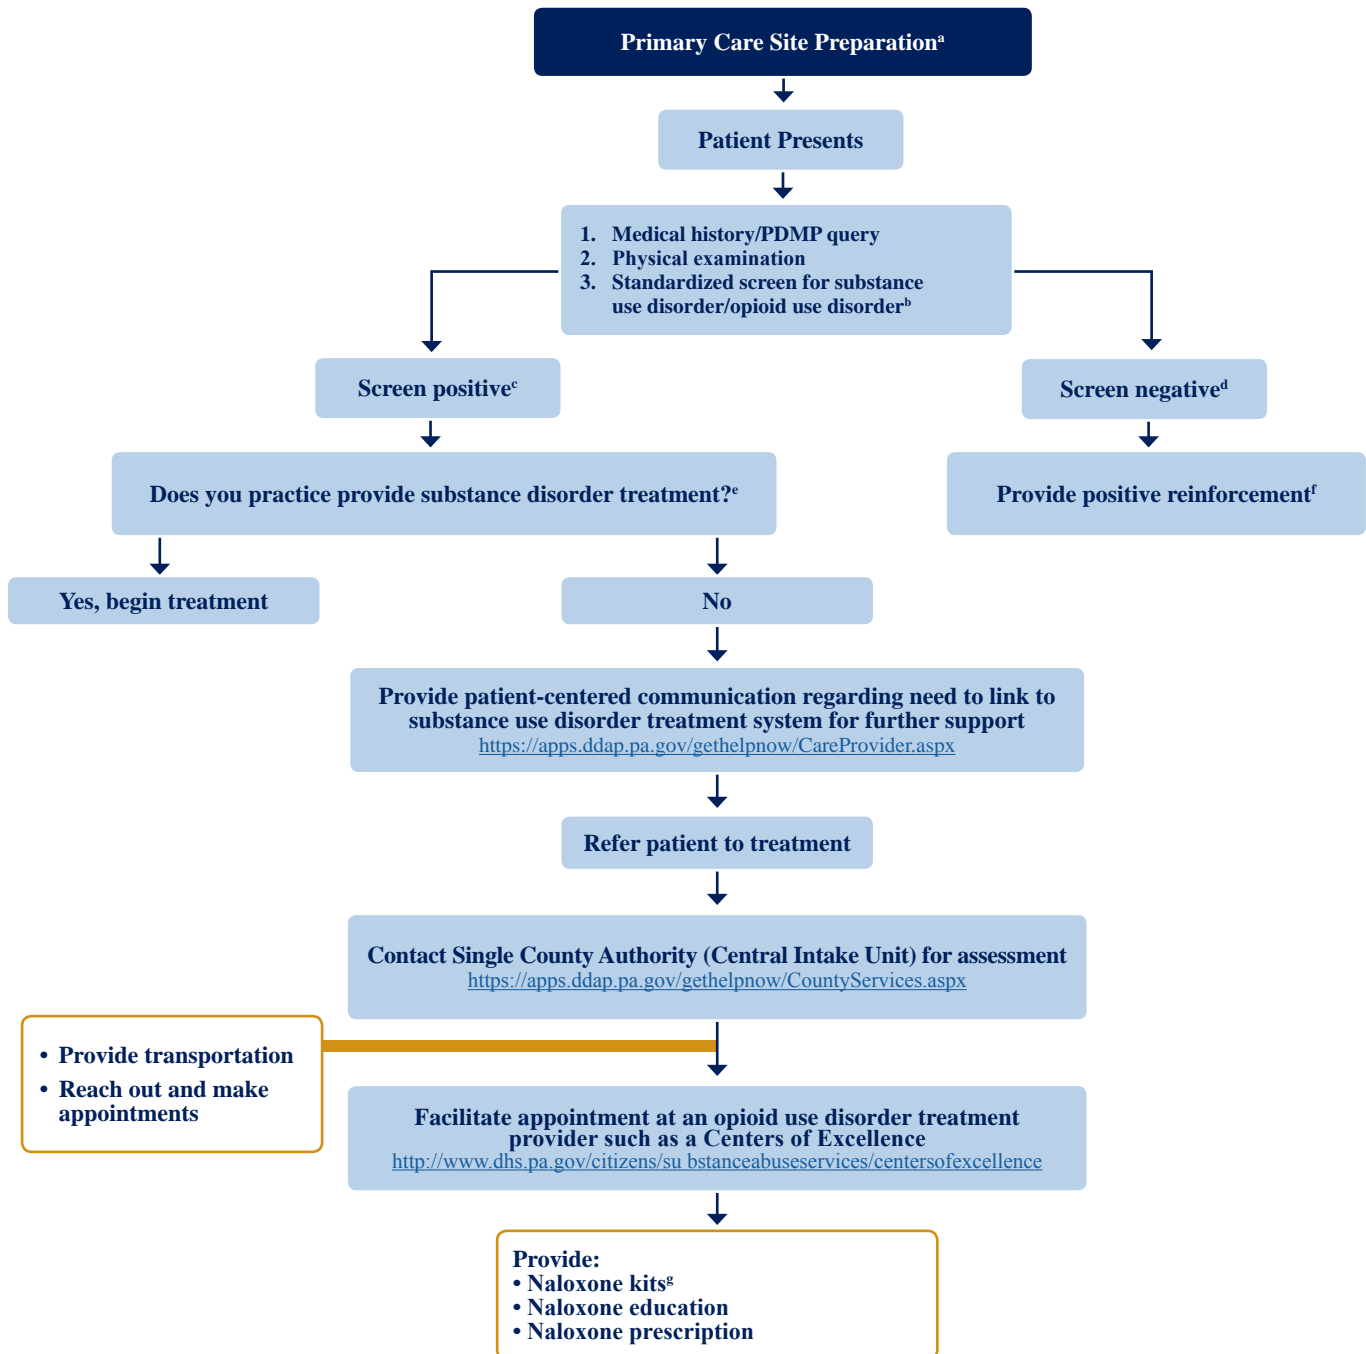 Primary Care Site Preparationᵃ
Patient Presents
1. Medical history/PDMP query
2. Physical examination
3. Standardized screen for substance
use disorder/opioid use disorderᵇ
Screen positiveᶜ
Screen negativeᵈ
Does you practice provide substance disorder treatment?ᵉ
Provide positive reinforcementᶠ
Yes, begin treatment
No
Provide patient-centered communication regarding need to link to
substance use disorder treatment system for further support
https://apps.ddap.pa.gov/gethelpnow/CareProvider.aspx
Refer patient to treatment
Contact Single County Authority (Central Intake Unit) for assessment
https://apps.ddap.pa.gov/gethelpnow/CountyServices.aspx
• Provide transportation
• Reach out and make
appointments
Facilitate appointment at an opioid use disorder treatment
provider such as a Centers of Excellence
http://www.dhs.pa.gov/citizens/su bstanceabuseservices/centersofexcellence
Provide:
• Naloxone kitsᵍ
• Naloxone education
• Naloxone prescription